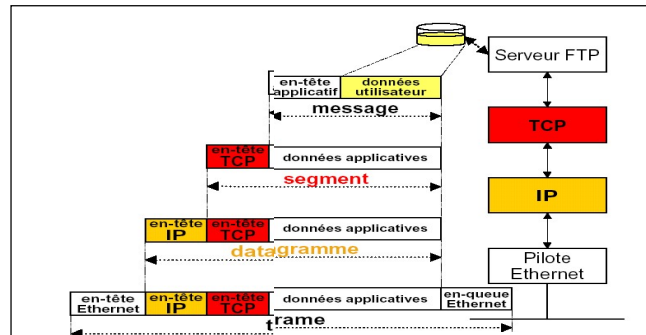 Serveur FTP
en-tête applicatif
données utilisateur
message
TCP
en-tête TCP
données applicatives
segment
IP
en-tête IP
en-tête TCP
données applicatives
datagramme
Pilote Ethernet
en-tête Ethernet
en-tête IP
en-tête TCP
données applicatives
en-queue Ethernet
trame